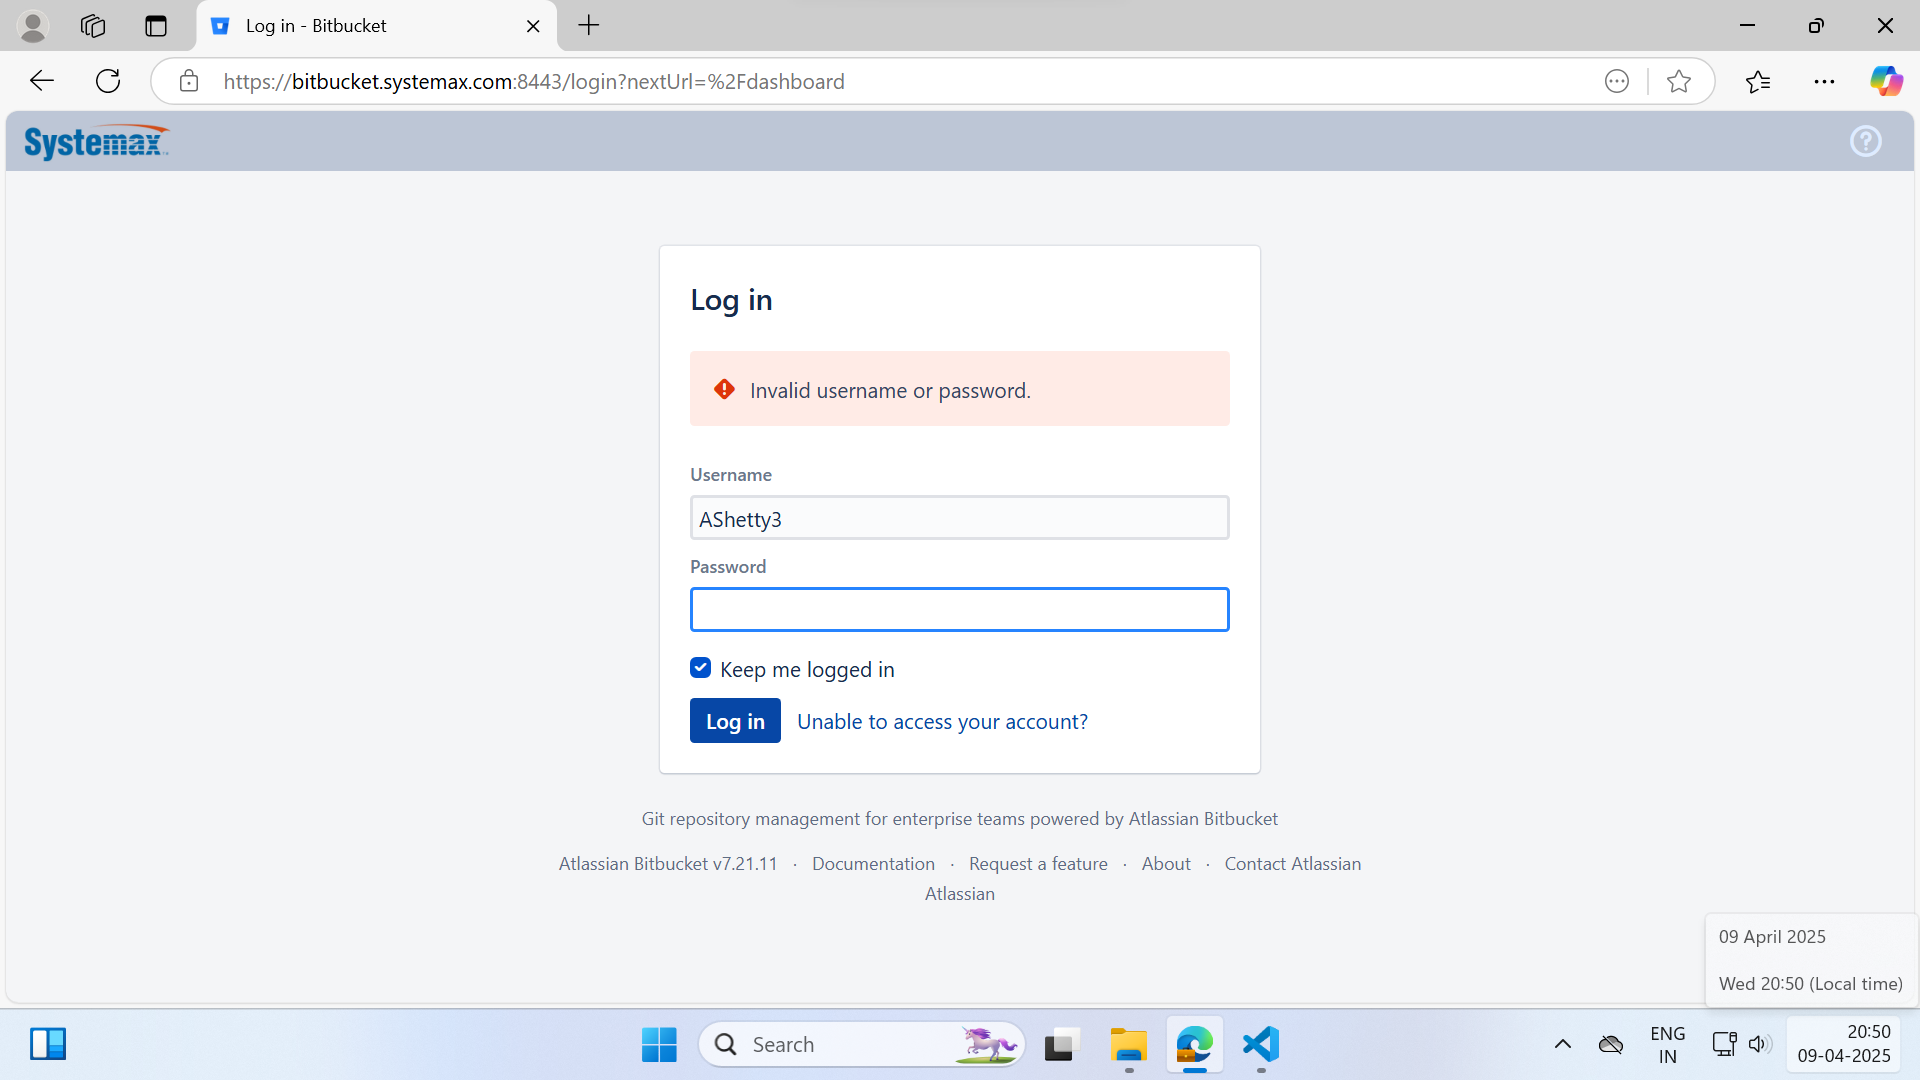 Log in - Bitbucket
https://bitbucket.systemax.com:8443/login?nextUrl=%2Fdashboard
Systemax
Log in
Invalid username or password.
Username
AShetty3
Password
Keep me logged in
Log in Unable to access your account?
Git repository management for enterprise teams powered by Atlassian Bitbucket
Atlassian Bitbucket v7.21.11 · Documentation · Request a feature · About · Contact Atlassian
Atlassian
09 April 2025
Wed 20:50 (Local time)
Search
ENG
IN
20:50
09-04-2025